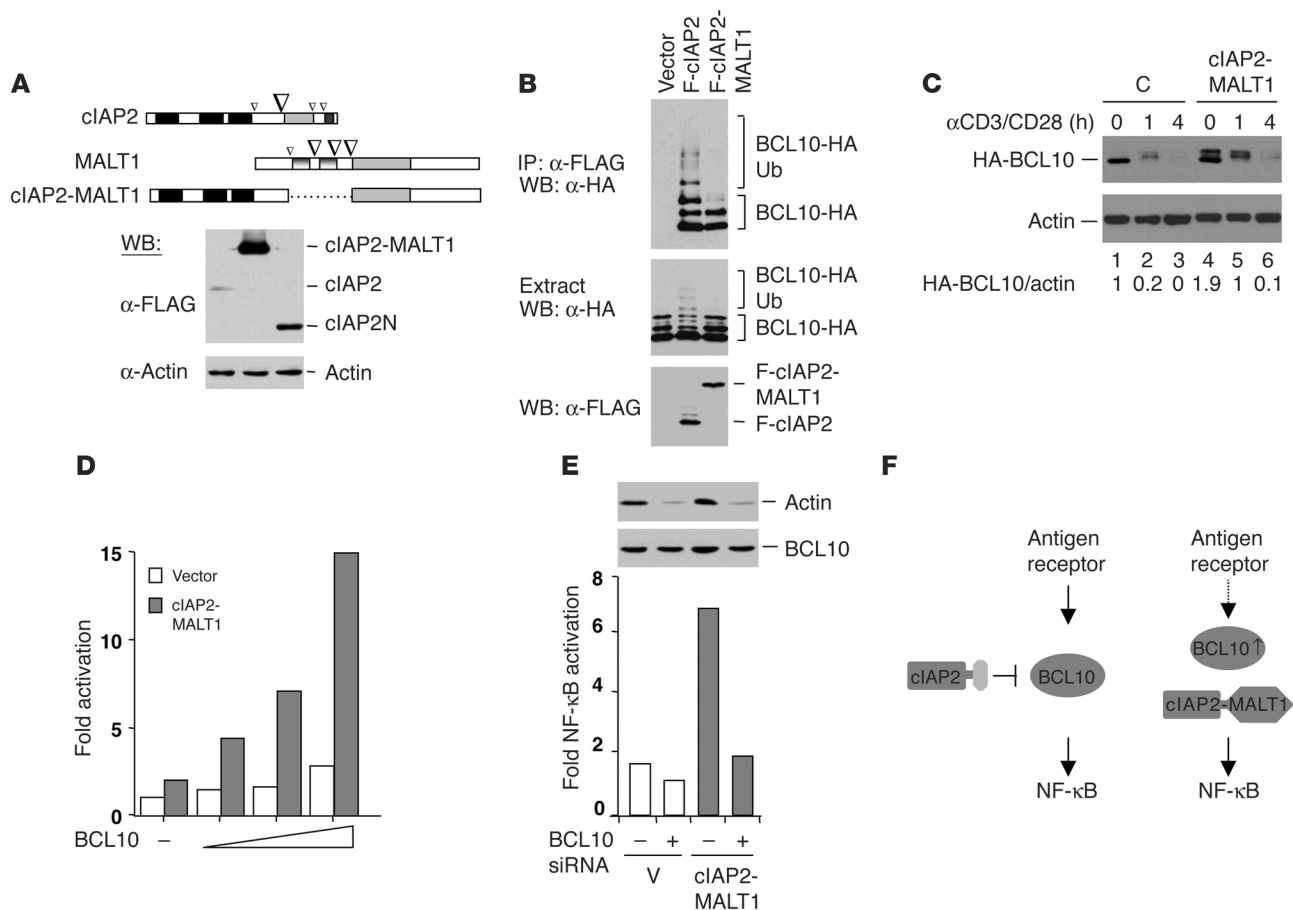 A
cIAP2
MALT1
cIAP2-MALT1
WB:
α-FLAG
cIAP2-MALT1
cIAP2
cIAP2N
α-Actin
Actin
B
Vector
F-cIAP2
F-cIAP2-
MALT1
IP: α-FLAG
WB: α-HA
BCL10-HA
Ub
BCL10-HA
Extract
WB: α-HA
BCL10-HA
Ub
BCL10-HA
WB: α-FLAG
F-cIAP2-
MALT1
F-cIAP2
C
C
cIAP2-
MALT1
αCD3/CD28 (h) 0 1 4 0 1 4
HA-BCL10
Actin
1 2 3 4 5 6
HA-BCL10/actin 1 0.2 0 1.9 1 0.1
D
Fold activation
15
10
5
0
Vector
cIAP2-
MALT1
BCL10 –
E
Actin
BCL10
Fold NF-κB activation
8
6
4
2
0
BCL10 – + – +
siRNA
V
cIAP2-
MALT1
F
Antigen
receptor
cIAP2
BCL10
NF-κB
Antigen
receptor
BCL10↑
cIAP2-MALT1
NF-κB